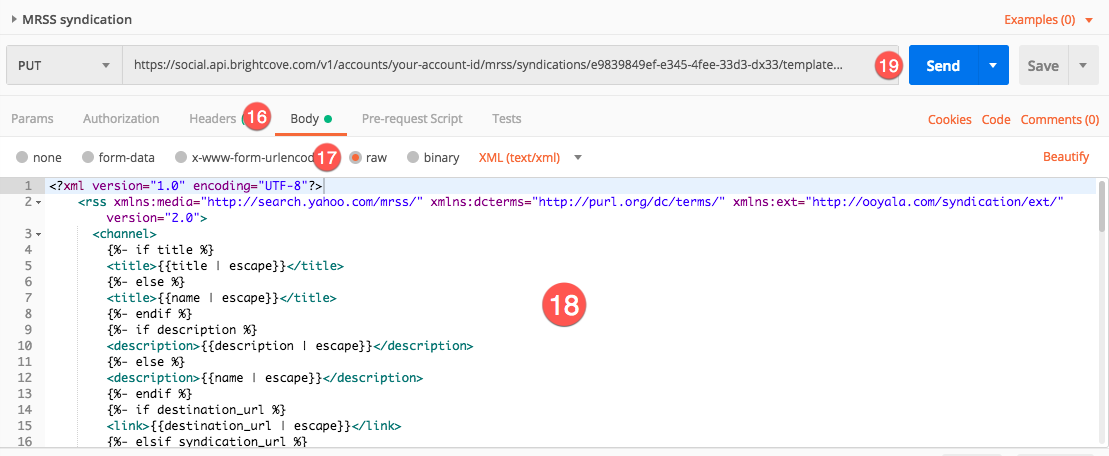 MRSS syndication
Examples (0)
PUT
https://social.api.brightcove.com/v1/accounts/your-account-id/mrss/syndications/e9839849ef-e345-4fee-33d3-dx33/template...
19
Send
Save
Params
Authorization
Headers
16
Body
Pre-request Script
Tests
Cookies
Code
Comments (0)
none
form-data
x-www-form-urlencod
17
raw
binary
XML (text/xml)
Beautify
1 <?xml version="1.0" encoding="UTF-8"?>
2 <rss xmlns:media="http://search.yahoo.com/mrss/" xmlns:dcterms="http://purl.org/dc/terms/" xmlns:ext="http://ooyala.com/syndication/ext/"
version="2.0">
3 <channel>
4 {%- if title %}
5 <title>{{title | escape}}</title>
6 {%- else %}
7 <title>{{name | escape}}</title>
8 {%- endif %}
9 {%- if description %}
10 <description>{{description | escape}}</description>
11 {%- else %}
12 <description>{{name | escape}}</description>
13 {%- endif %}
14 {%- if destination_url %}
15 <link>{{destination_url | escape}}</link>
16 {%- elsif syndication_url %}
18